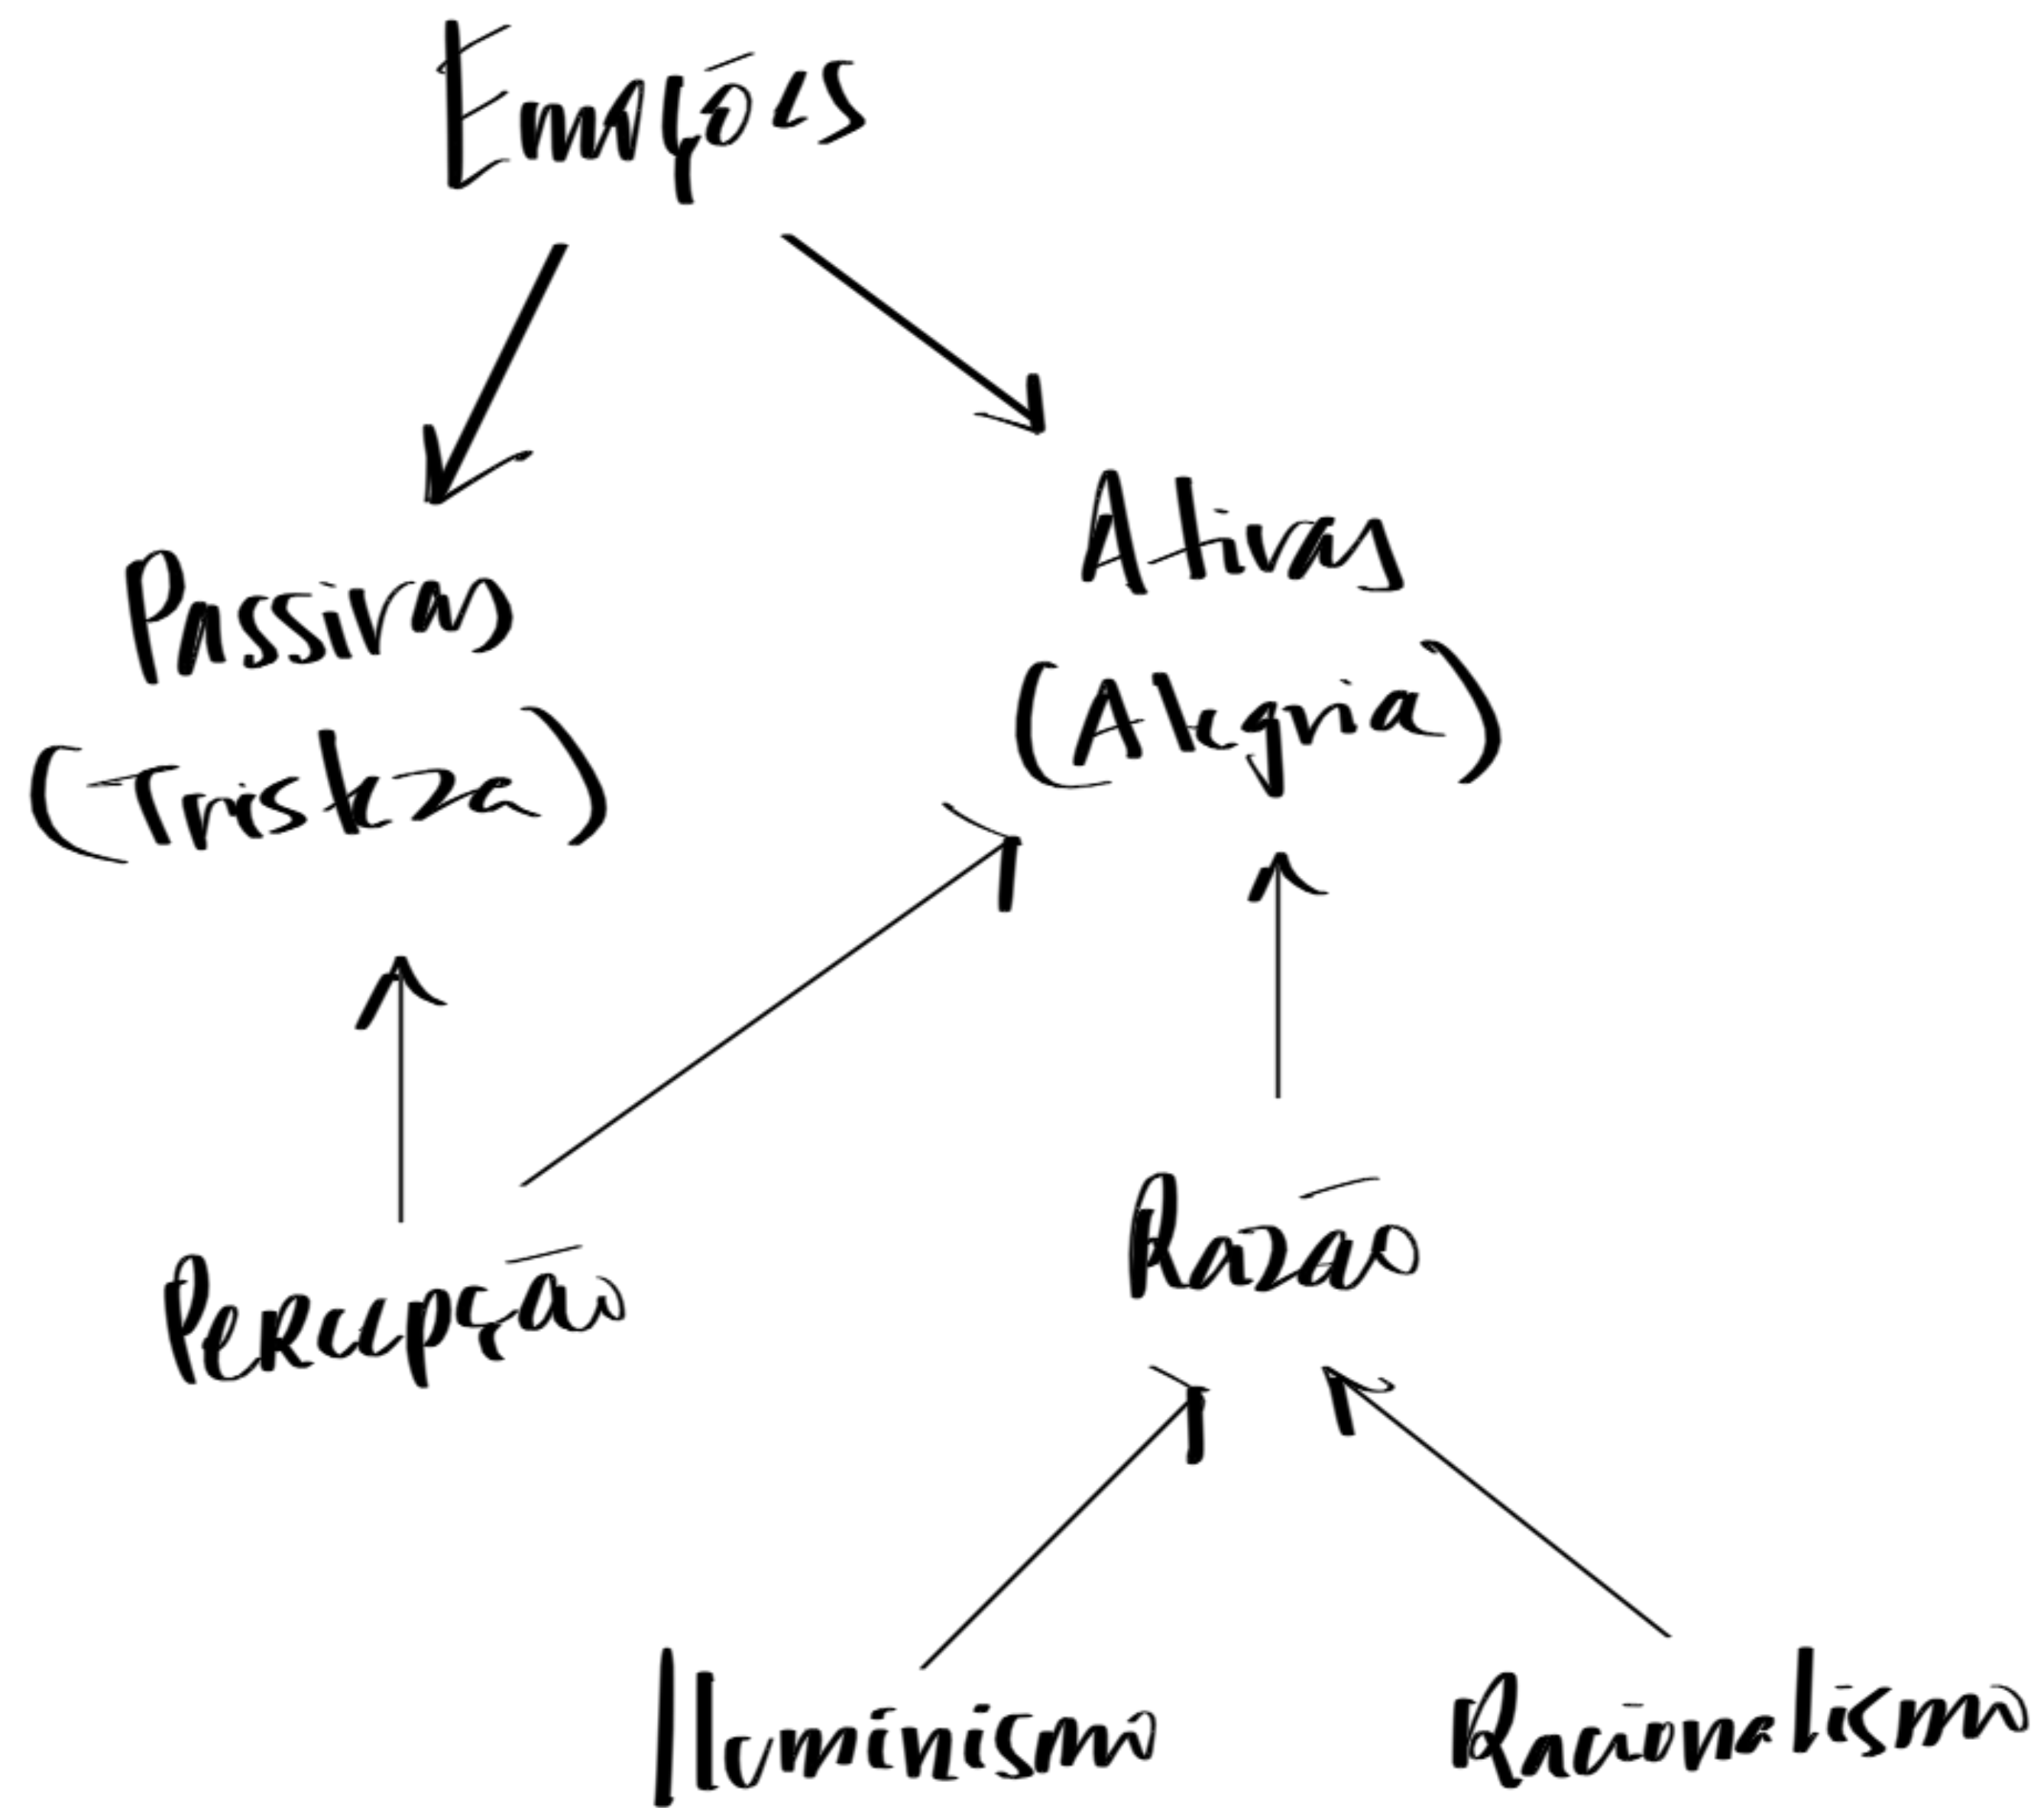 Emoções
Passivas
(Tristeza)
Ativas
(Alegria)
Percepção
Razão
Iluminismo
Racionalismo